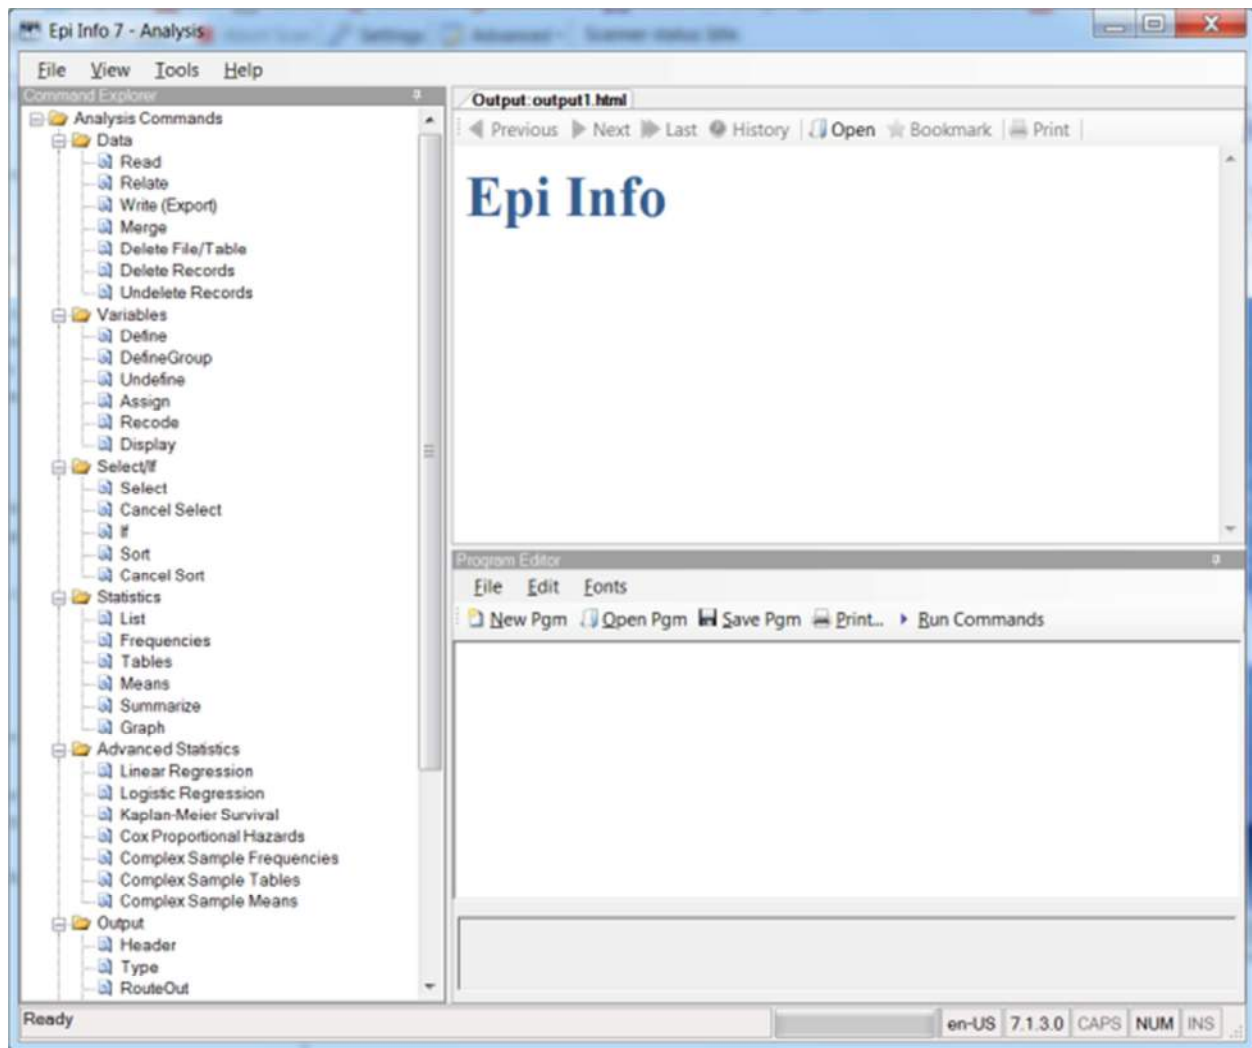 Epi Info 7 - Analysis
File View Tools Help
Command Explorer
Analysis Commands
Data
Read
Relate
Write (Export)
Merge
Delete File/Table
Delete Records
Undelete Records
Variables
Define
DefineGroup
Undefine
Assign
Recode
Display
Select/If
Select
Cancel Select
If
Sort
Cancel Sort
Statistics
List
Frequencies
Tables
Means
Summarize
Graph
Advanced Statistics
Linear Regression
Logistic Regression
Kaplan-Meier Survival
Cox Proportional Hazards
Complex Sample Frequencies
Complex Sample Tables
Complex Sample Means
Output
Header
Type
RouteOut
Output: output1.html
Previous Next Last History Open Bookmark Print
Epi Info
Program Editor
File Edit Fonts
New Pgm Open Pgm Save Pgm Print... Run Commands
Ready
en-US 7.1.3.0 CAPS NUM INS